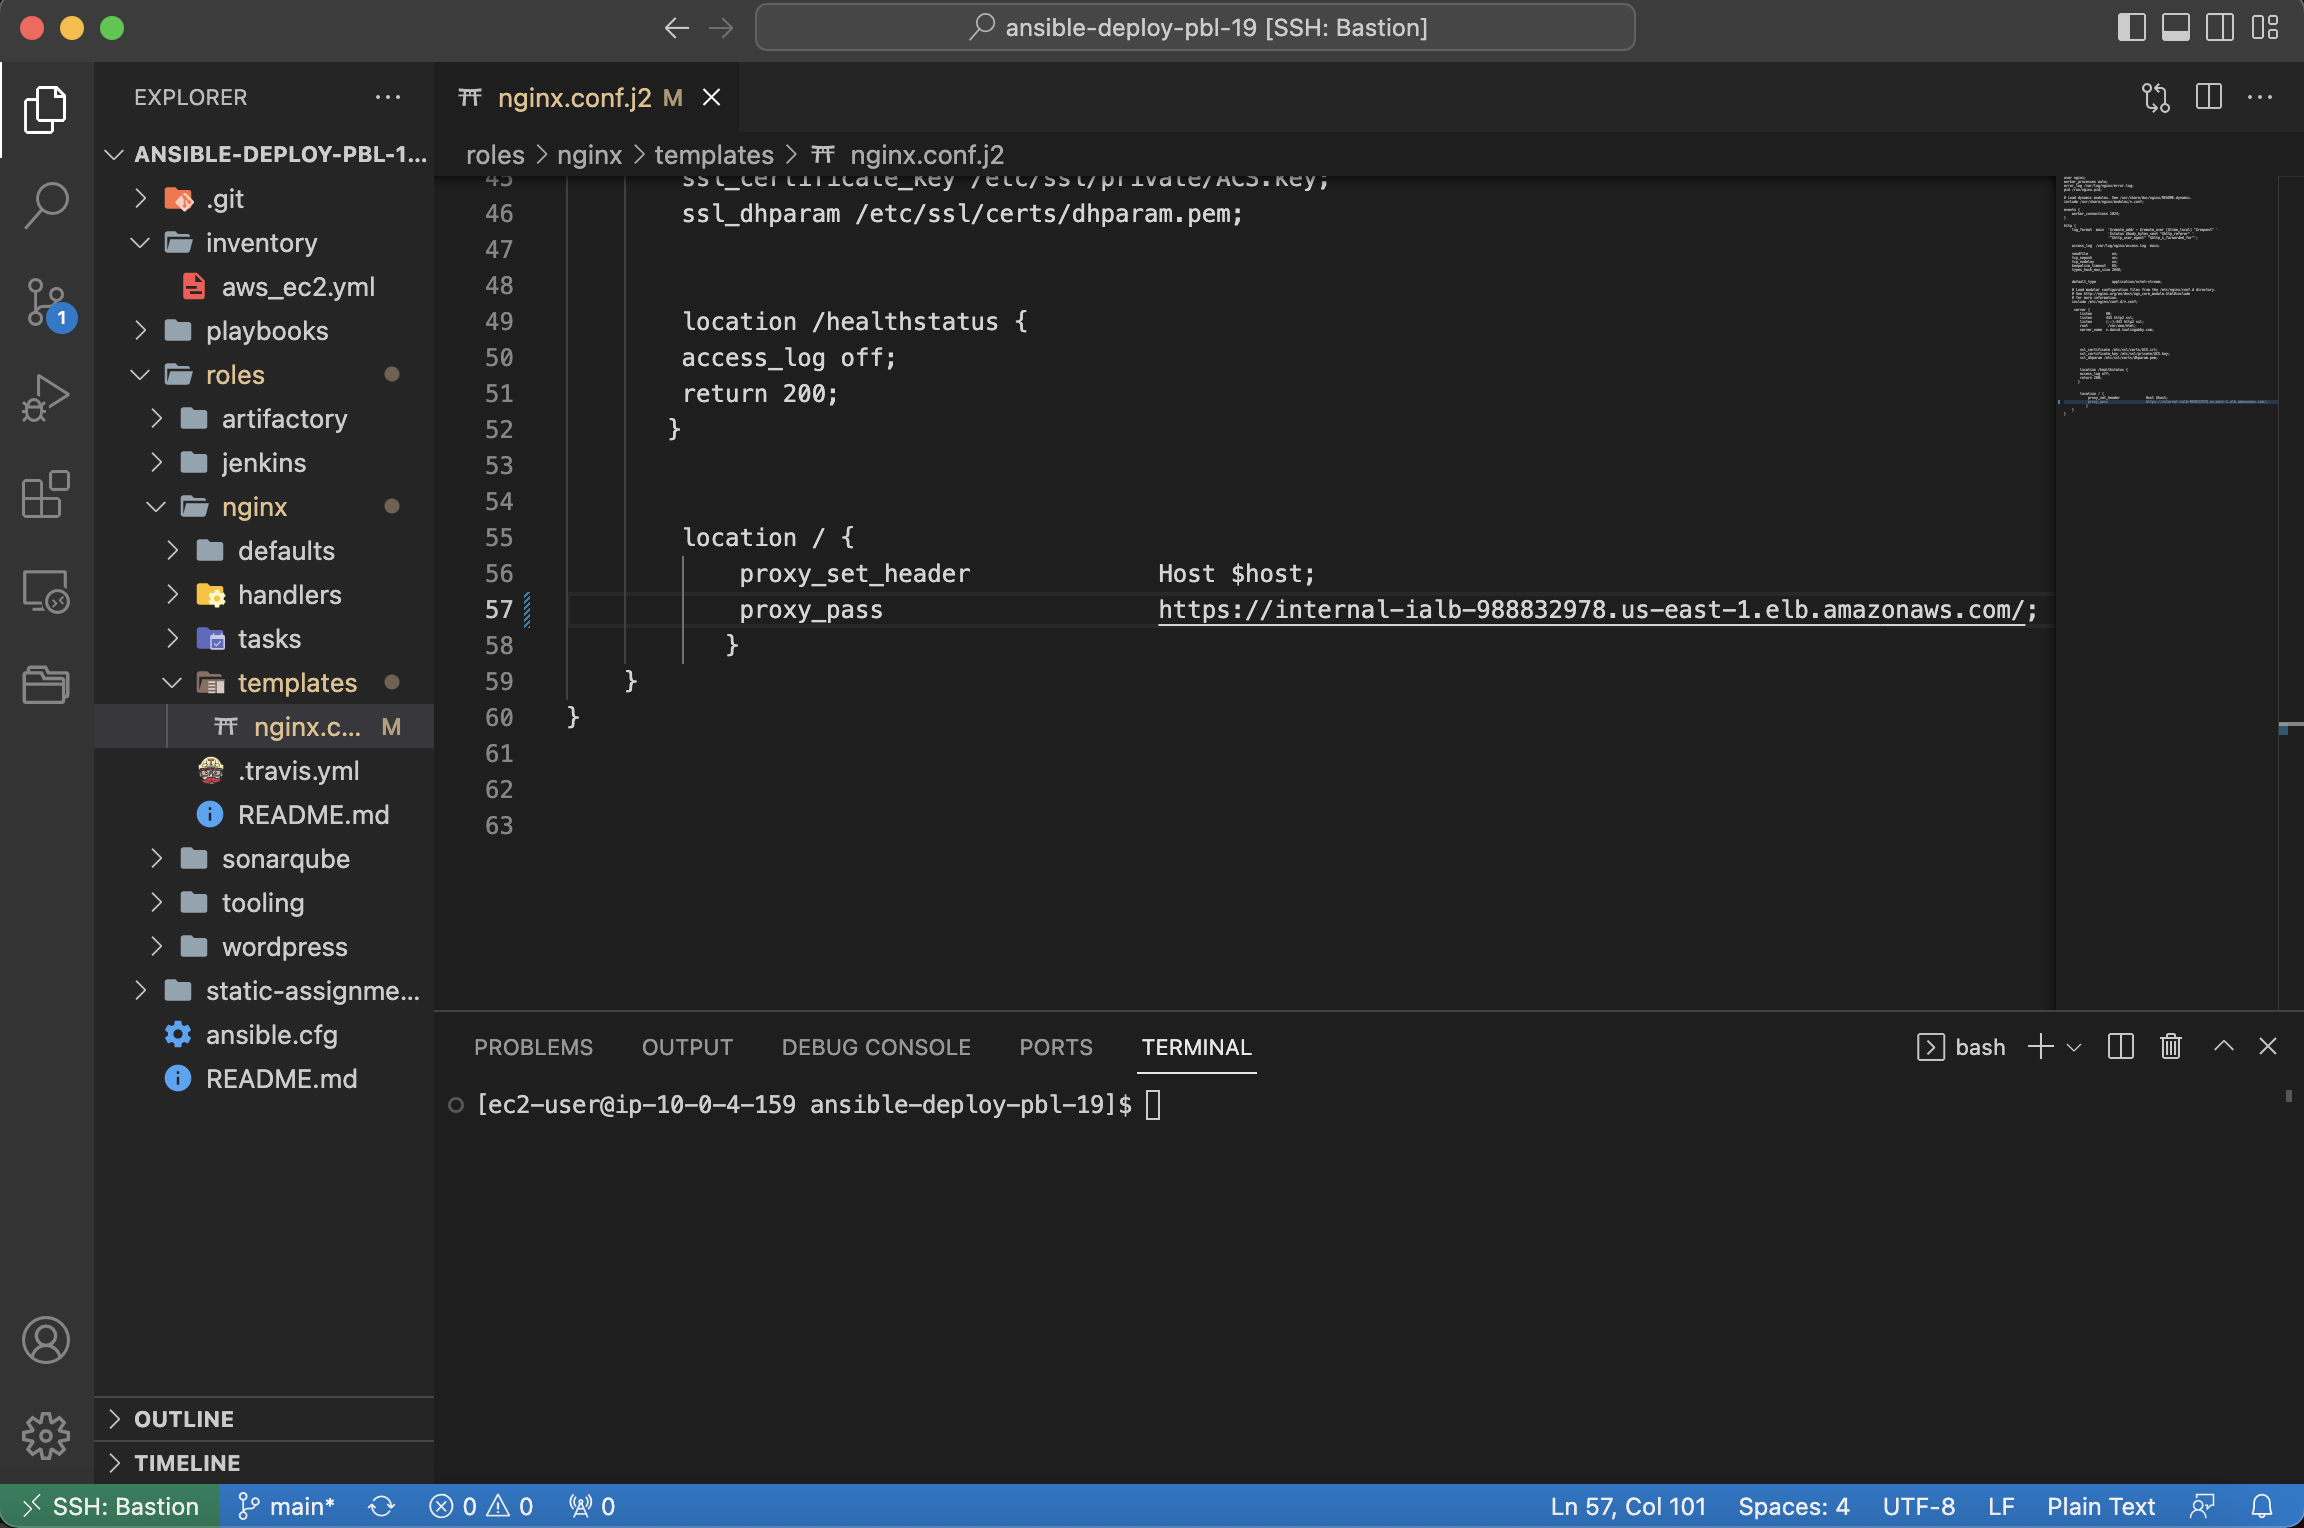 ansible-deploy-pbl-19 [SSH: Bastion]
EXPLORER
nginx.conf.j2 M
ANSIBLE-DEPLOY-PBL-1...
.git
inventory
aws_ec2.yml
playbooks
roles
artifactory
jenkins
nginx
defaults
handlers
tasks
templates
nginx.c... M
.travis.yml
README.md
sonarqube
tooling
wordpress
static-assignme...
ansible.cfg
README.md
OUTLINE
TIMELINE
roles > nginx > templates > nginx.conf.j2
45 ssl_certificate_key /etc/ssl/private/ACS.key;
46 ssl_dhparam /etc/ssl/certs/dhparam.pem;
47
48
49 location /healthstatus {
50 access_log off;
51 return 200;
52 }
53
54
55 location / {
56 proxy_set_header Host $host;
57 proxy_pass https://internal-ialb-988832978.us-east-1.elb.amazonaws.com/;
58 }
59 }
60 }
61
62
63
PROBLEMS OUTPUT DEBUG CONSOLE PORTS TERMINAL bash
[ec2-user@ip-10-0-4-159 ansible-deploy-pbl-19]$
1
SSH: Bastion main* 0 0 0 Ln 57, Col 101 Spaces: 4 UTF-8 LF Plain Text